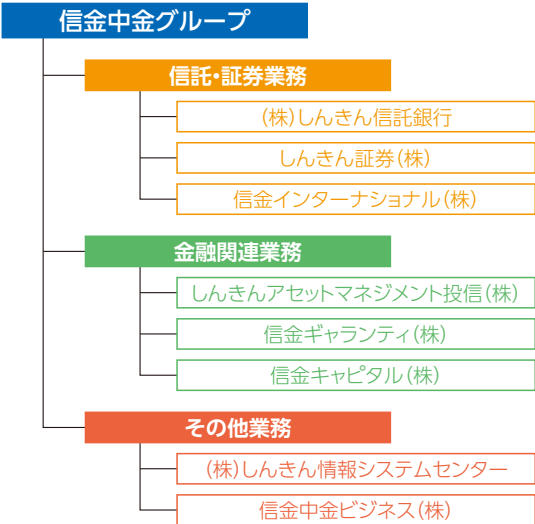 信金中金グループ
信託・証券業務
(株)しんきん信託銀行
しんきん証券(株)
信金インターナショナル(株)
金融関連業務
しんきんアセットマネジメント投信(株)
信金ギャランティ(株)
信金キャピタル(株)
その他業務
(株)しんきん情報システムセンター
信金中金ビジネス(株)